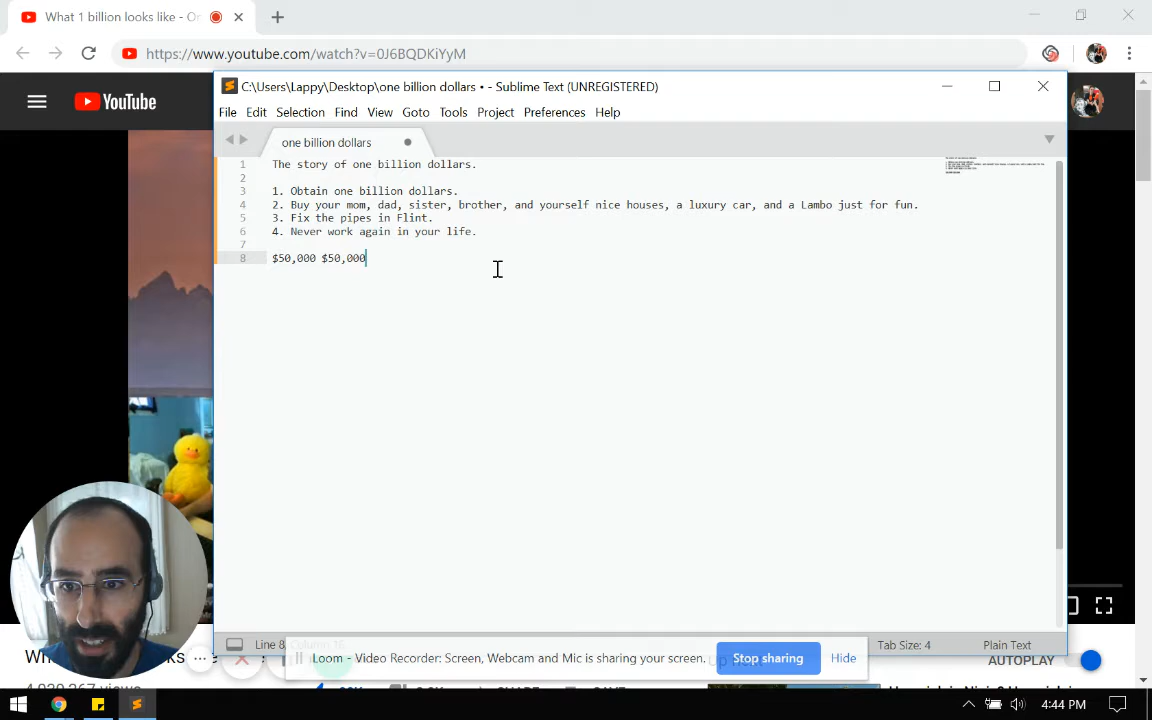 What 1 billion looks like - Or
https://www.youtube.com/watch?v=0J6BQDKiYyM
YouTube
C:\Users\Lappy\Desktop\one billion dollars • - Sublime Text (UNREGISTERED)
File Edit Selection Find View Goto Tools Project Preferences Help
one billion dollars
1 The story of one billion dollars.
2
3 1. Obtain one billion dollars.
4 2. Buy your mom, dad, sister, brother, and yourself nice houses, a luxury car, and a Lambo just for fun.
5 3. Fix the pipes in Flint.
6 4. Never work again in your life.
7
8 $50,000 $50,000
Line 8, Column 16
Tab Size: 4 Plain Text
Loom – Video Recorder: Screen, Webcam and Mic is sharing your screen.
Stop sharing
Hide
AUTOPLAY
4:44 PM